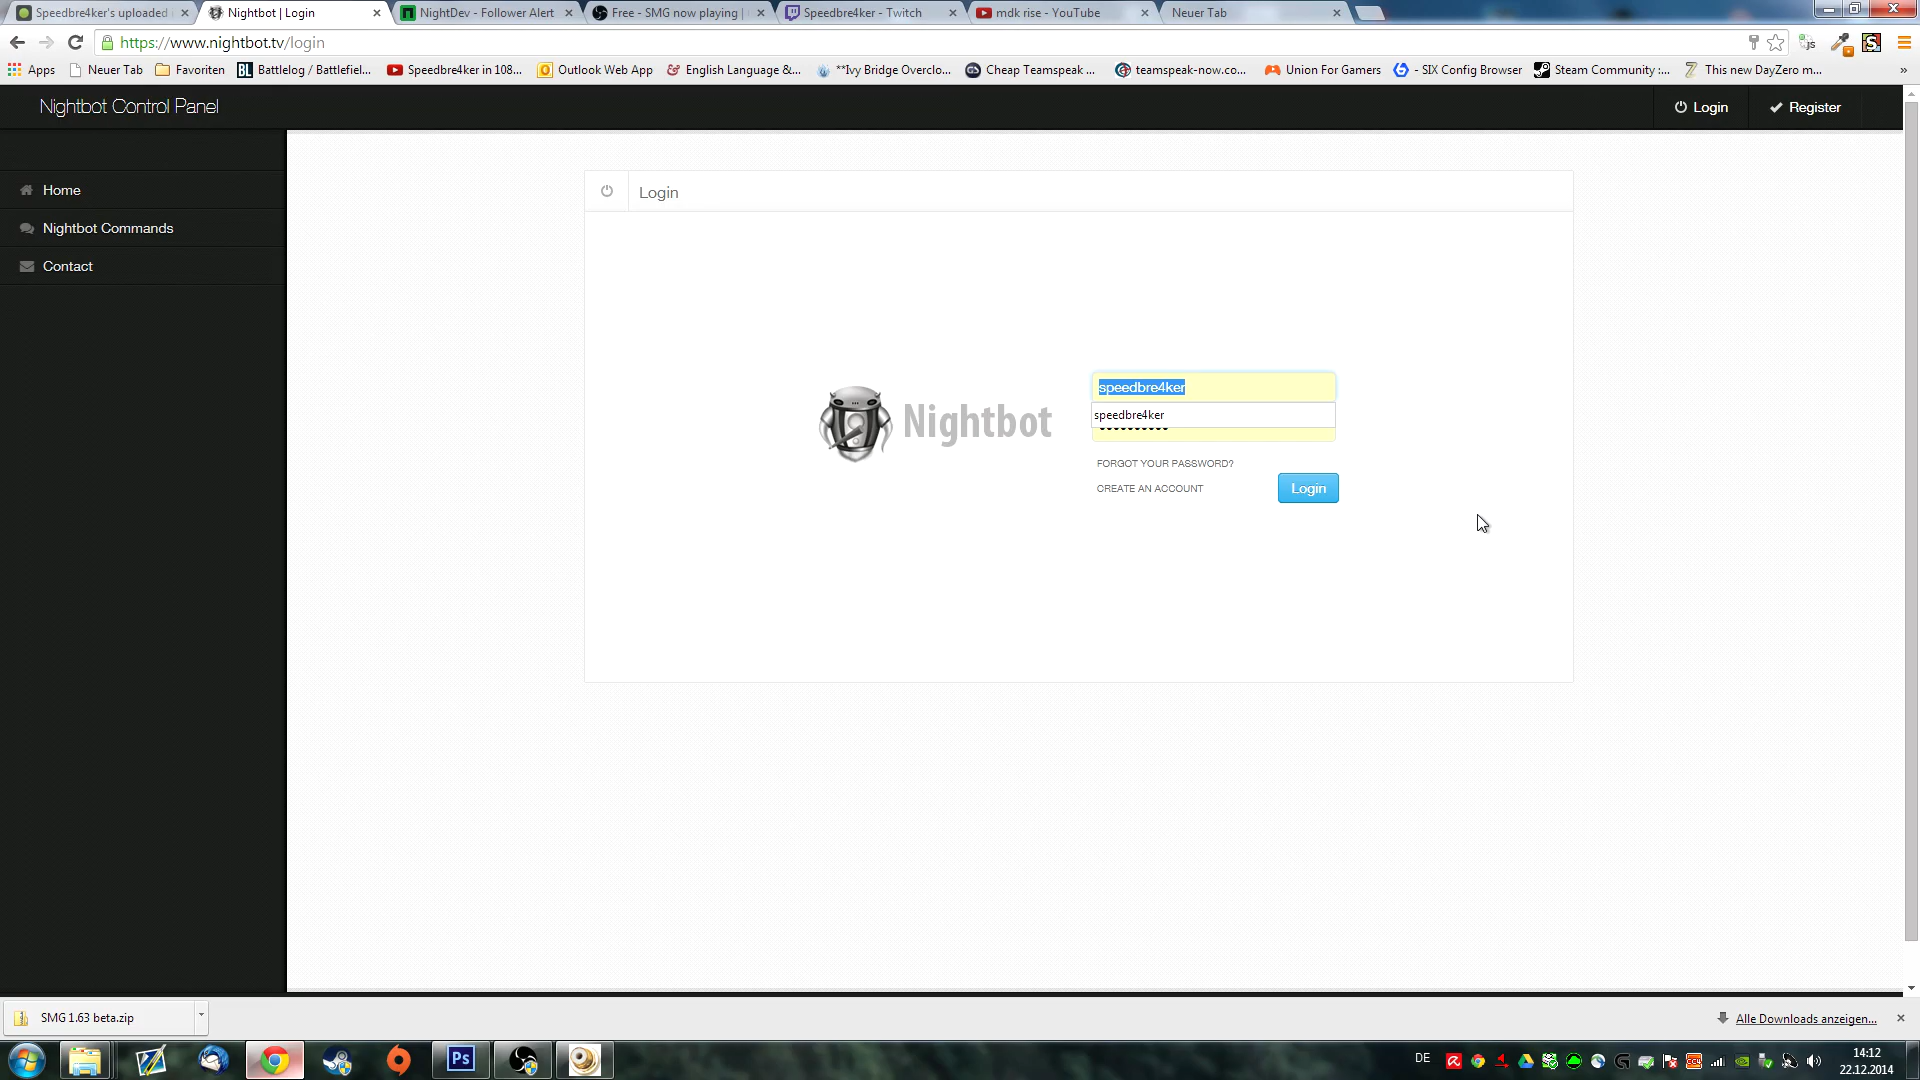 Speedbre4ker's uploaded
Nightbot | Login
NightDev - Follower Alert
Free - SMG now playing |
Speedbre4ker - Twitch
mdk rise - YouTube
Neuer Tab
https://www.nightbot.tv/login
Apps
Neuer Tab
Favoriten
BL Battlelog / Battlefiel...
Speedbre4ker in 108...
Outlook Web App
English Language &...
**Ivy Bridge Overclo...
Cheap Teamspeak ...
teamspeak-now.co...
Union For Gamers
- SIX Config Browser
Steam Community :...
This new DayZero m...
»
Nightbot Control Panel
Login
Register
Home
Nightbot Commands
Contact
Login
Nightbot
speedbre4ker
speedbre4ker
FORGOT YOUR PASSWORD?
CREATE AN ACCOUNT
Login
SMG 1.63 beta.zip
Alle Downloads anzeigen...
Ps
DE
14:12
22.12.2014